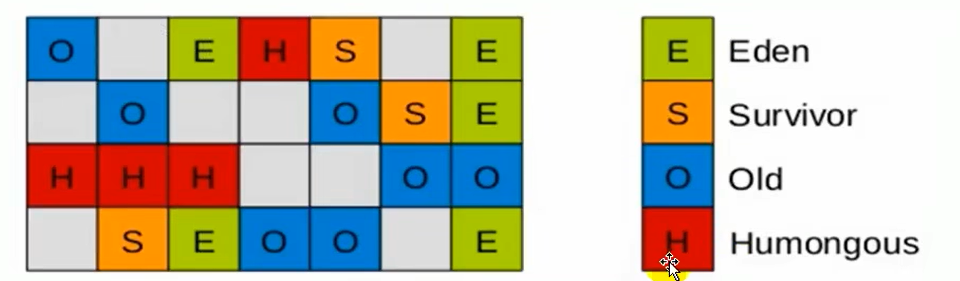 O E H S E
O O S E
H H H O O
S E O O E
E Eden
S Survivor
O Old
H Humongous